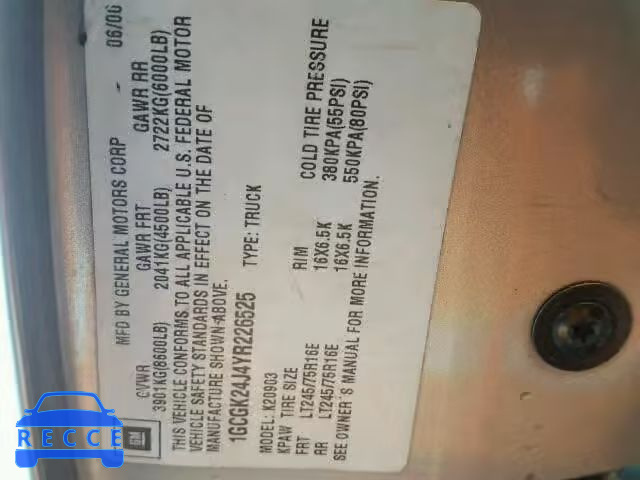 MFD BY GENERAL MOTORS CORP 06/06
GVWR GAWR FRT GAWR RR
3901KG(8600LB) 2041KG(4500LB) 2722KG(6000LB)
THIS VEHICLE CONFORMS TO ALL APPLICABLE U.S. FEDERAL MOTOR
VEHICLE SAFETY STANDARDS IN EFFECT ON THE DATE OF
MANUFACTURE SHOWN ABOVE.
1GCGK24J4YR226525 TYPE: TRUCK
MODEL: K20903
KPAW TIRE SIZE RIM COLD TIRE PRESSURE
FRT LT245/75R16E 16X6.5K 380KPA(55PSI)
RR LT245/75R16E 16X6.5K 550KPA(80PSI)
SEE OWNER'S MANUAL FOR MORE INFORMATION.
GM
RECCE